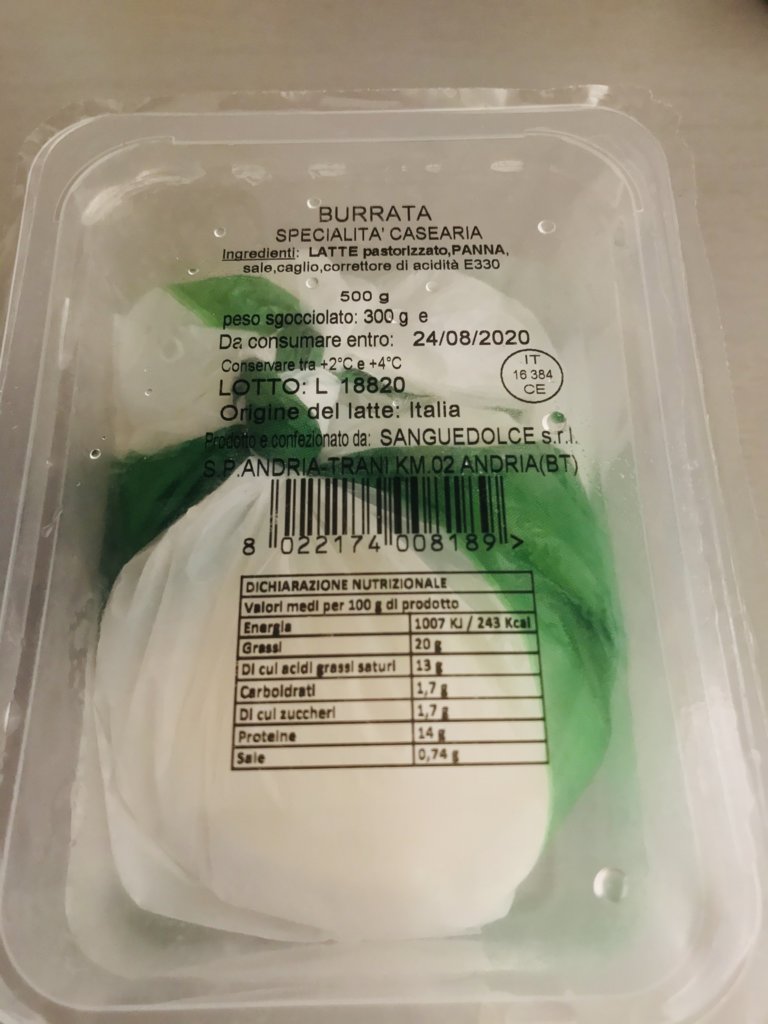 BURRATA
SPECIALITA' CASEARIA
Ingredienti: LATTE pastorizzato,PANNA,
sale,caglio,correttore di acidità E330
500 g
peso sgocciolato: 300 g e
Da consumare entro: 24/08/2020
Conservare tra +2°C e +4°C
IT
16 384
CE
LOTTO: L 18820
Origine del latte: Italia
Prodotto e confezionato da: SANGUEDOLCE s.r.l.
S.P.ANDRIA-TRANI KM.02 ANDRIA(BT)
8 022174 008189 >
DICHIARAZIONE NUTRIZIONALE
Valori medi per 100 g di prodotto
Energia 1007 KJ / 243 Kcal
Grassi 20 g
Di cui acidi grassi saturi 13 g
Carboidrati 1,7 g
Di cui zuccheri 1,7 g
Proteine 14 g
Sale 0,74 g